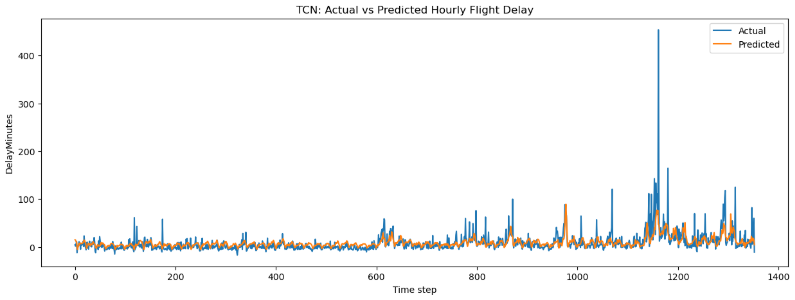 TCN: Actual vs Predicted Hourly Flight Delay
Actual
Predicted
DelayMinutes
400
300
200
100
0
0
200
400
600
800
1000
1200
1400
Time step